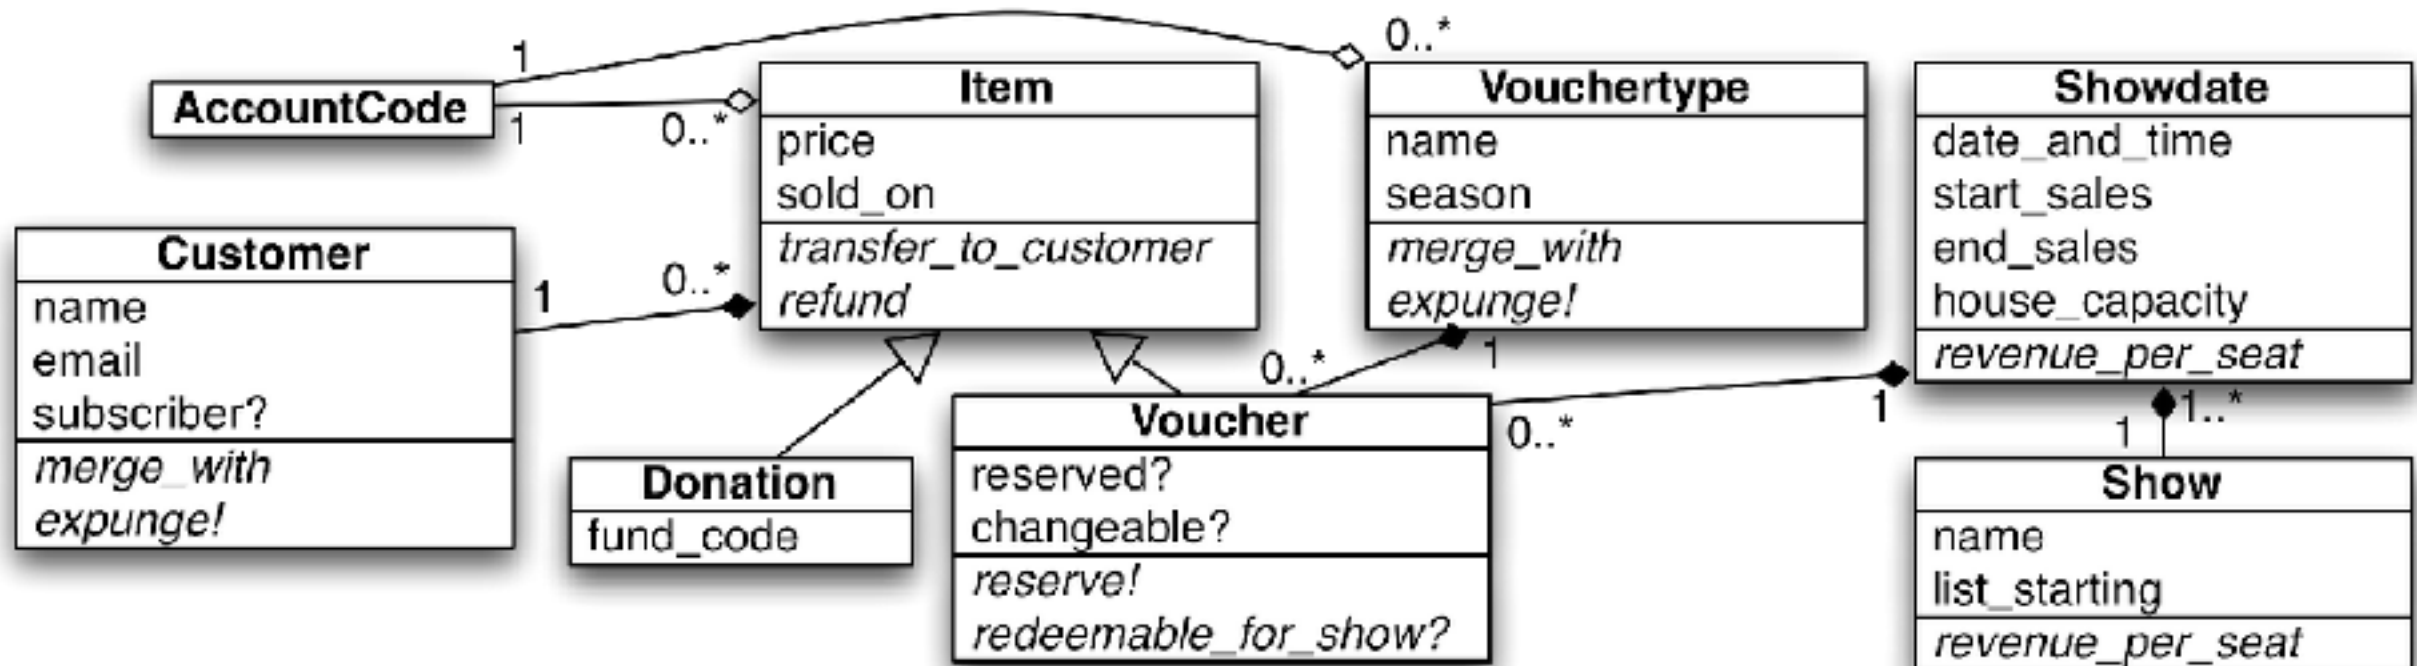 1
0..*
AccountCode
1
0..*
Item
price
sold_on
transfer_to_customer
refund
Vouchertype
name
season
merge_with
expunge!
Showdate
date_and_time
start_sales
end_sales
house_capacity
revenue_per_seat
Customer
name
email
subscriber?
merge_with
expunge!
1
0..*
0..*
1
Donation
fund_code
Voucher
reserved?
changeable?
reserve!
redeemable_for_show?
0..*
1
1..*
1
Show
name
list_starting
revenue_per_seat